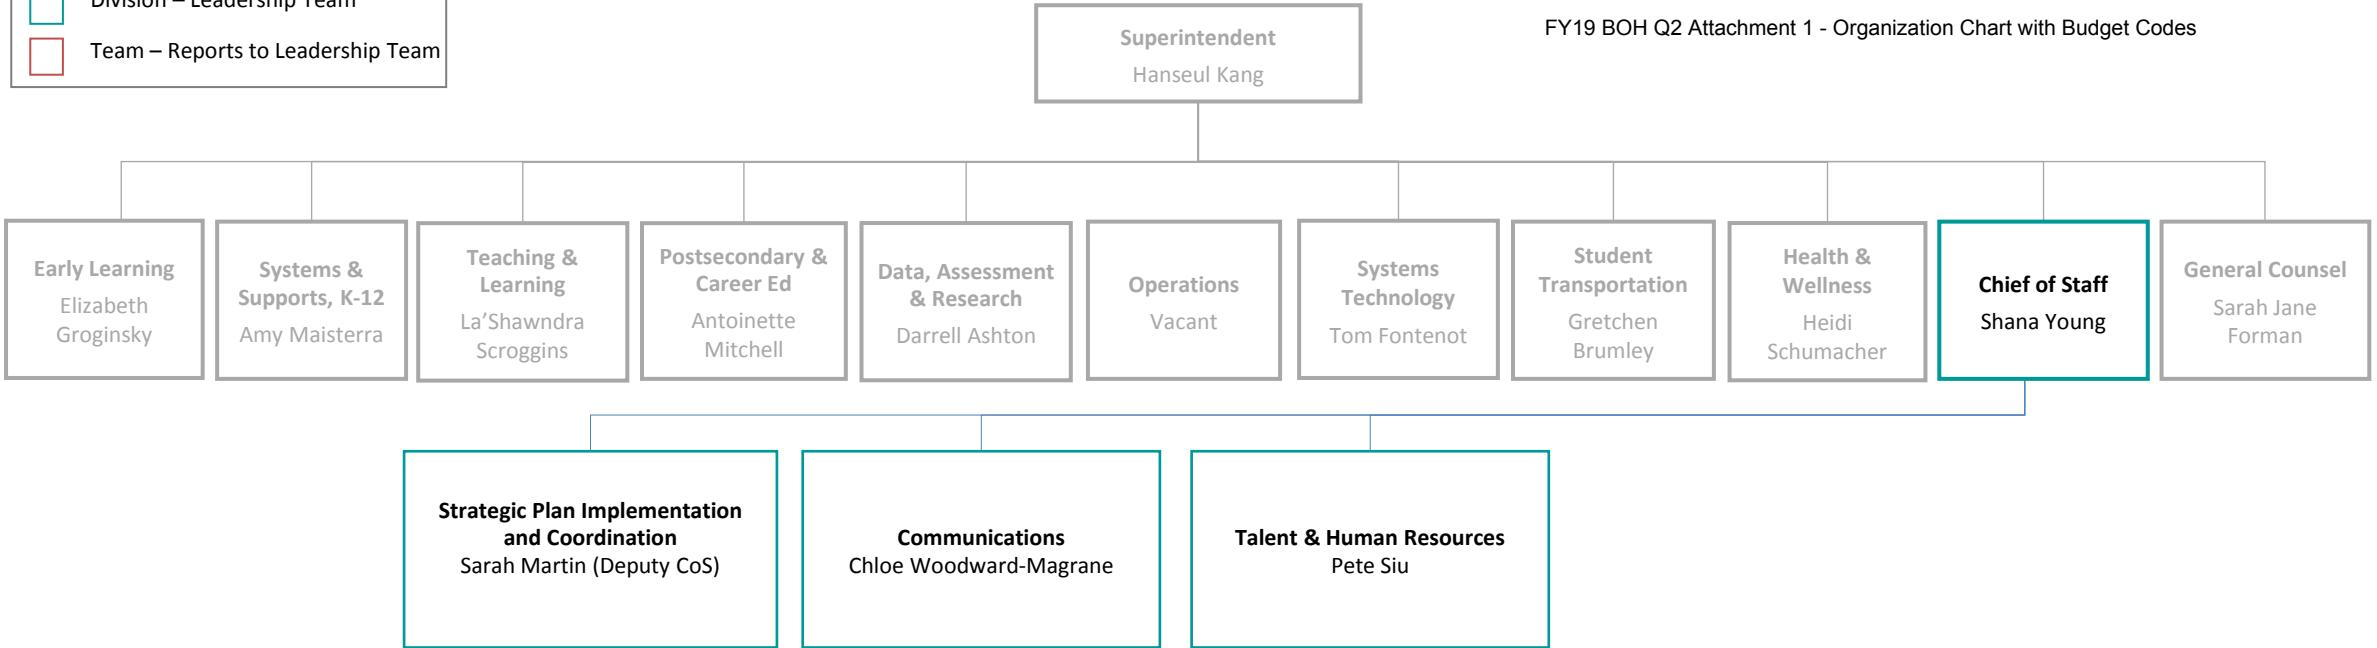 Division – Leadership Team
Team – Reports to Leadership Team
FY19 BOH Q2 Attachment 1 - Organization Chart with Budget Codes
Superintendent
Hanseul Kang
Early Learning
Elizabeth
Groginsky
Systems &
Supports, K-12
Amy Maisterra
Teaching &
Learning
La’Shawndra
Scroggins
Postsecondary &
Career Ed
Antoinette
Mitchell
Data, Assessment
& Research
Darrell Ashton
Operations
Vacant
Systems
Technology
Tom Fontenot
Student
Transportation
Gretchen
Brumley
Health &
Wellness
Heidi
Schumacher
Chief of Staff
Shana Young
General Counsel
Sarah Jane
Forman
Strategic Plan Implementation
and Coordination
Sarah Martin (Deputy CoS)
Communications
Chloe Woodward-Magrane
Talent & Human Resources
Pete Siu